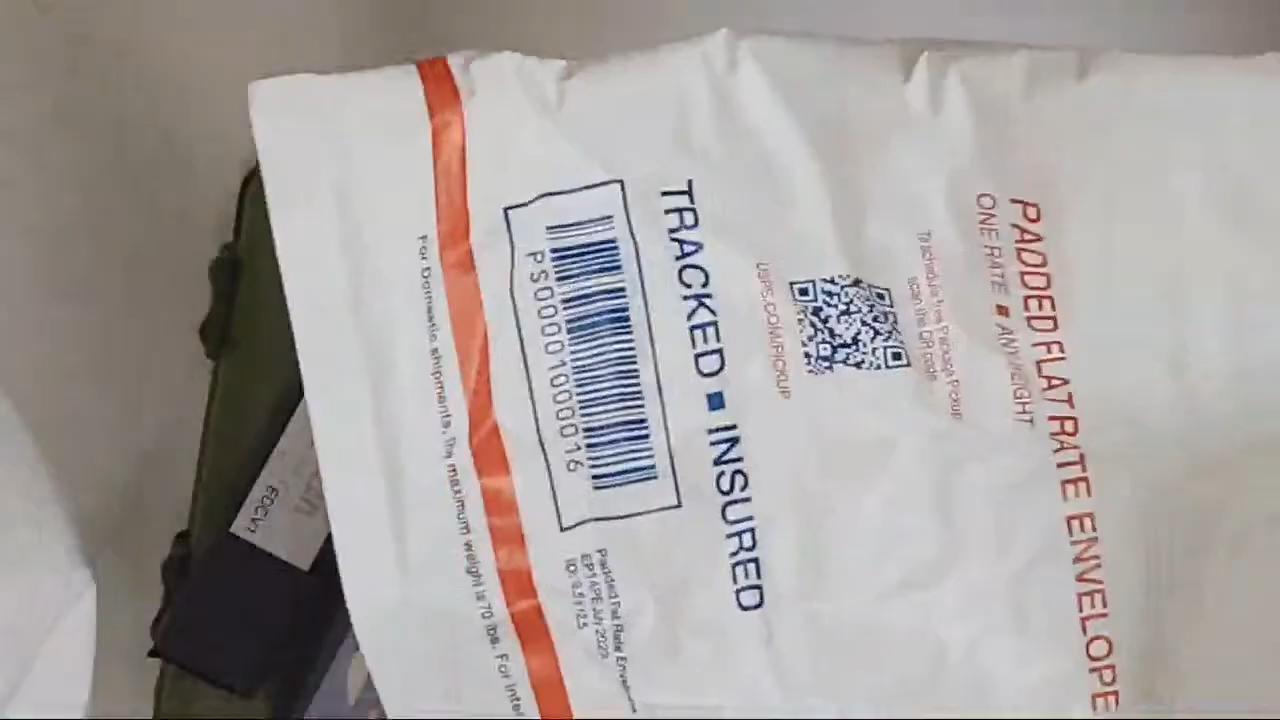 PADDED FLAT RATE ENVELOPE
ONE RATE ■ ANY WEIGHT
To schedule free Package Pickup
scan the QR code.
USPS.COM/PICKUP
TRACKED ■ INSURED
PS00001000016
Padded Flat Rate Envelope
EP14PE July 2022
For Domestic shipments, the maximum weight is 70 lbs. For Inter